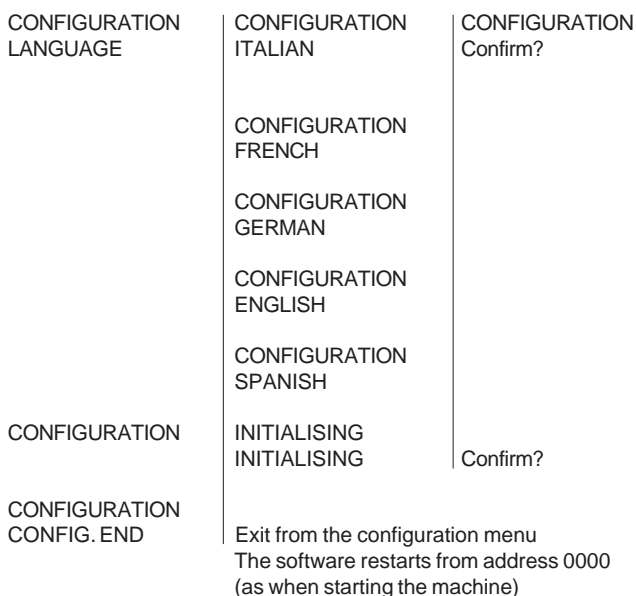 CONFIGURATION CONFIGURATION CONFIGURATION
LANGUAGE ITALIAN Confirm?
CONFIGURATION
FRENCH
CONFIGURATION
GERMAN
CONFIGURATION
ENGLISH
CONFIGURATION
SPANISH
CONFIGURATION INITIALISING
INITIALISING Confirm?
CONFIGURATION
CONFIG. END Exit from the configuration menu
The software restarts from address 0000
(as when starting the machine)